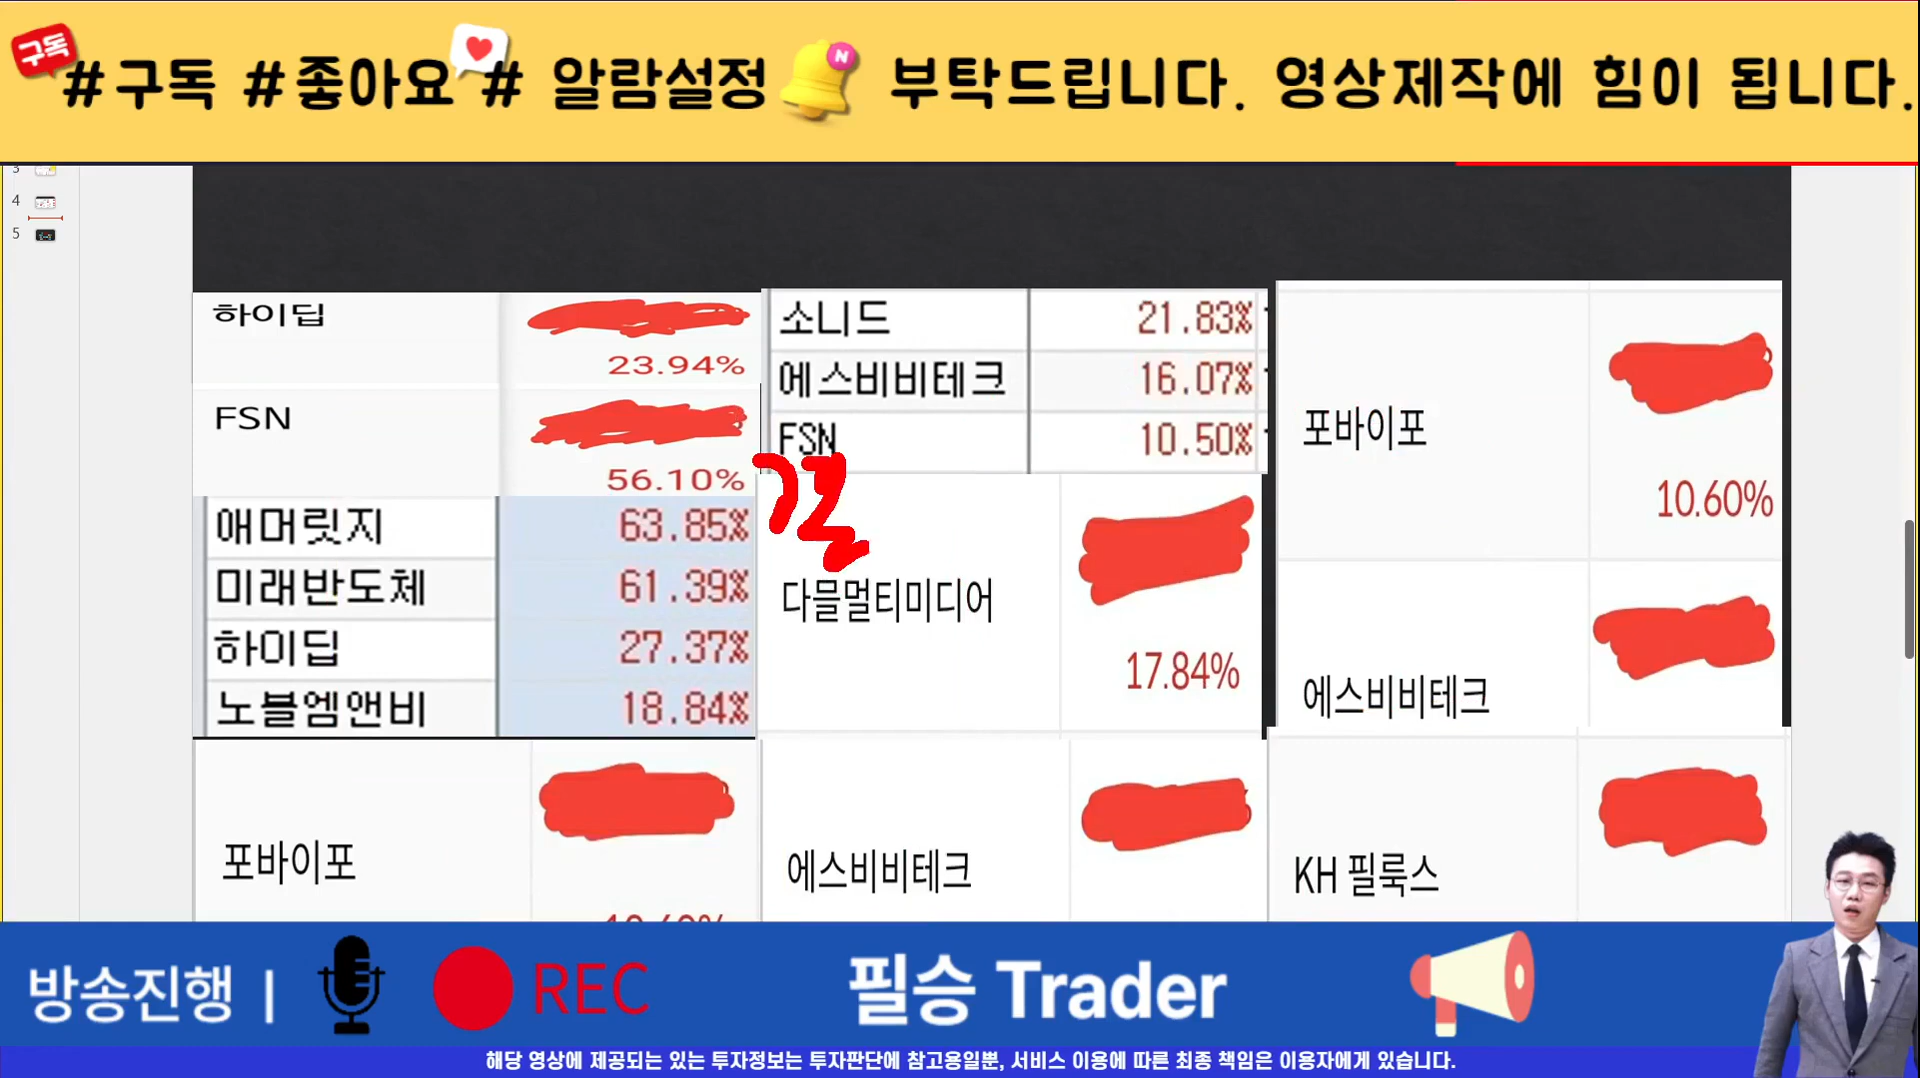 구독
#구독 #좋아요 # 알람설정 부탁드립니다. 영상제작에 힘이 됩니다.
N
3
4
5
하이딥
23.94%
FSN
56.10%
애머릿지 63.85%
미래반도체 61.39%
하이딥 27.37%
노블엠앤비 18.84%
소니드 21.83%
에스비비테크 16.07%
FSN 10.50%
다믈멀티미디어
17.84%
포바이포
10.60%
에스비비테크
포바이포
에스비비테크
KH 필룩스
방송진행 | REC 필승 Trader
해당 영상에 제공되는 있는 투자정보는 투자판단에 참고용일뿐, 서비스 이용에 따른 최종 책임은 이용자에게 있습니다.